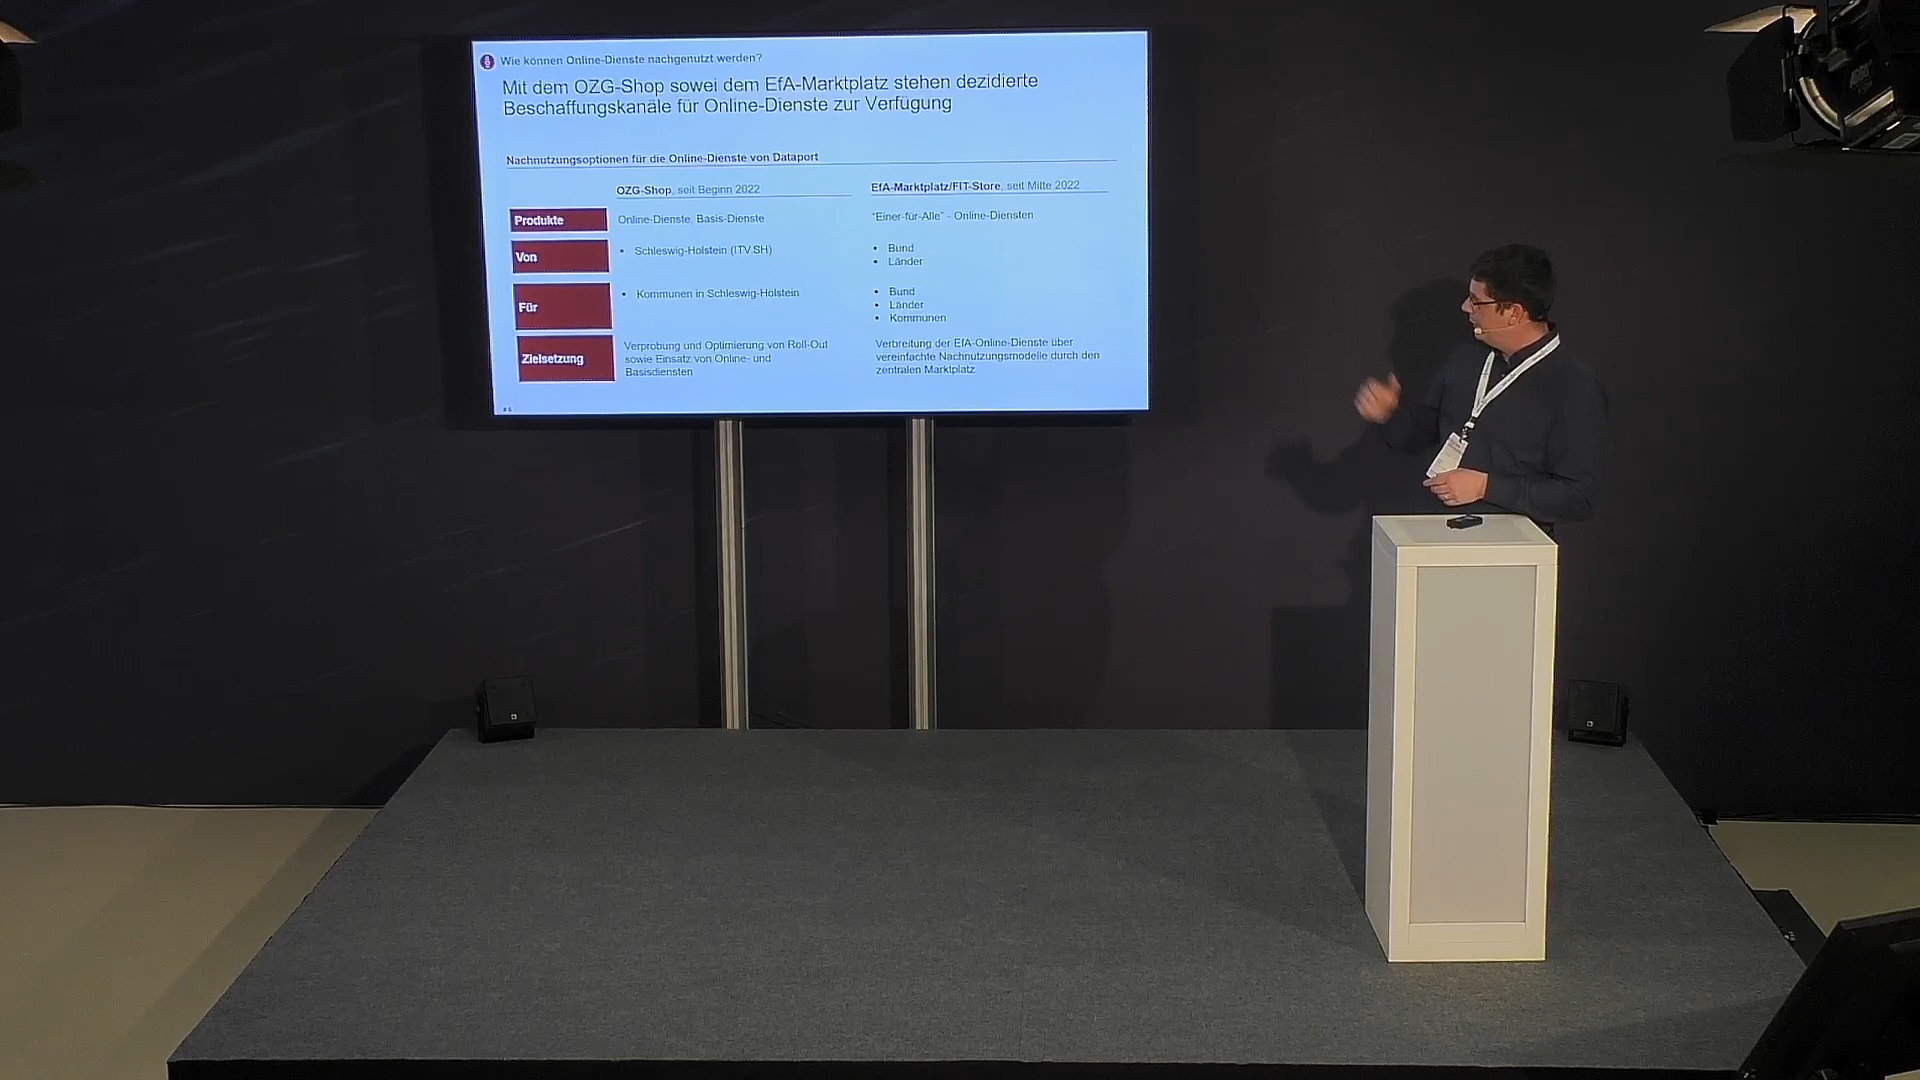 Wie können Online-Dienste nachgenutzt werden?
Mit dem OZG-Shop sowei dem EfA-Marktplatz stehen dezidierte
Beschaffungskanäle für Online-Dienste zur Verfügung
Nachnutzungsoptionen für die Online-Dienste von Dataport
OZG-Shop, seit Beginn 2022
EfA-Marktplatz/FIT-Store, seit Mitte 2022
Produkte
Online-Dienste, Basis-Dienste
"Einer-für-Alle" - Online-Diensten
Von
• Schleswig-Holstein (ITV.SH)
• Bund
• Länder
Für
• Kommunen in Schleswig-Holstein
• Bund
• Länder
• Kommunen
Zielsetzung
Verprobung und Optimierung von Roll-Out
sowie Einsatz von Online- und
Basisdiensten
Verbreitung der EfA-Online-Dienste über
vereinfachte Nachnutzungsmodelle durch den
zentralen Marktplatz